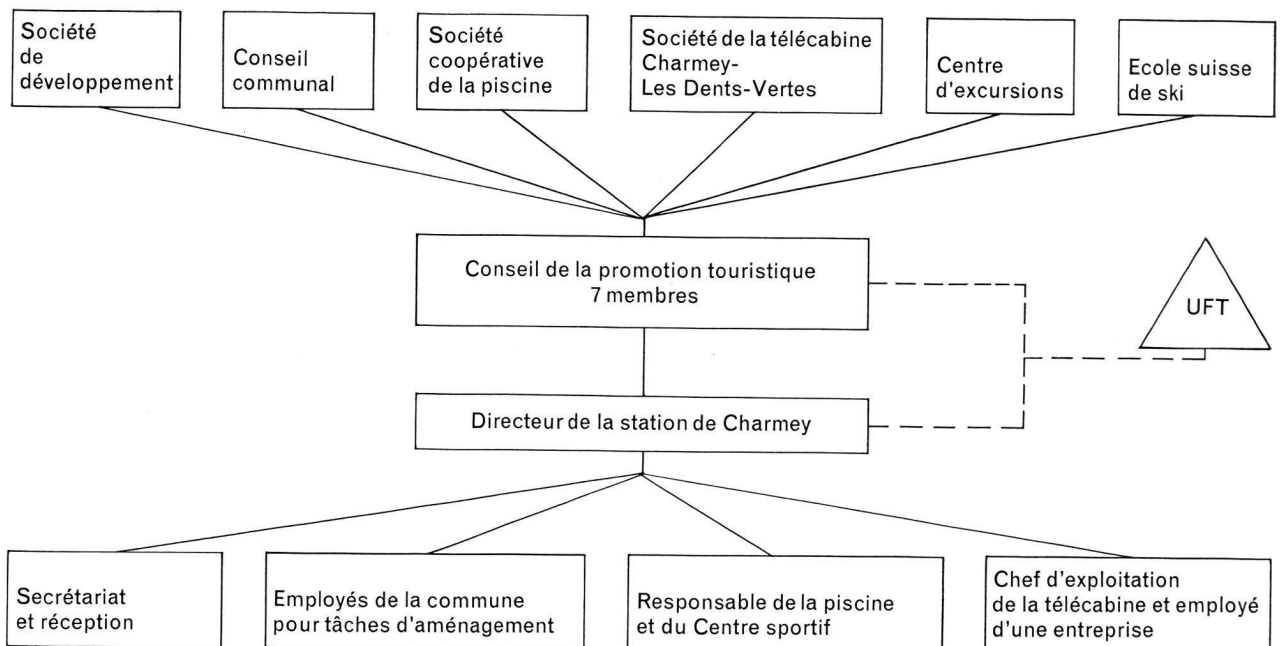 Société
de
développement
Conseil
communal
Société
coopérative
de la piscine
Société de la télécabine
Charmey-
Les Dents-Vertes
Centre
d'excursions
Ecole suisse
de ski
Conseil de la promotion touristique
7 membres
UFT
Directeur de la station de Charmey
Secrétariat
et réception
Employés de la commune
pour tâches d'aménagement
Responsable de la piscine
et du Centre sportif
Chef d'exploitation
de la télécabine et employé
d'une entreprise